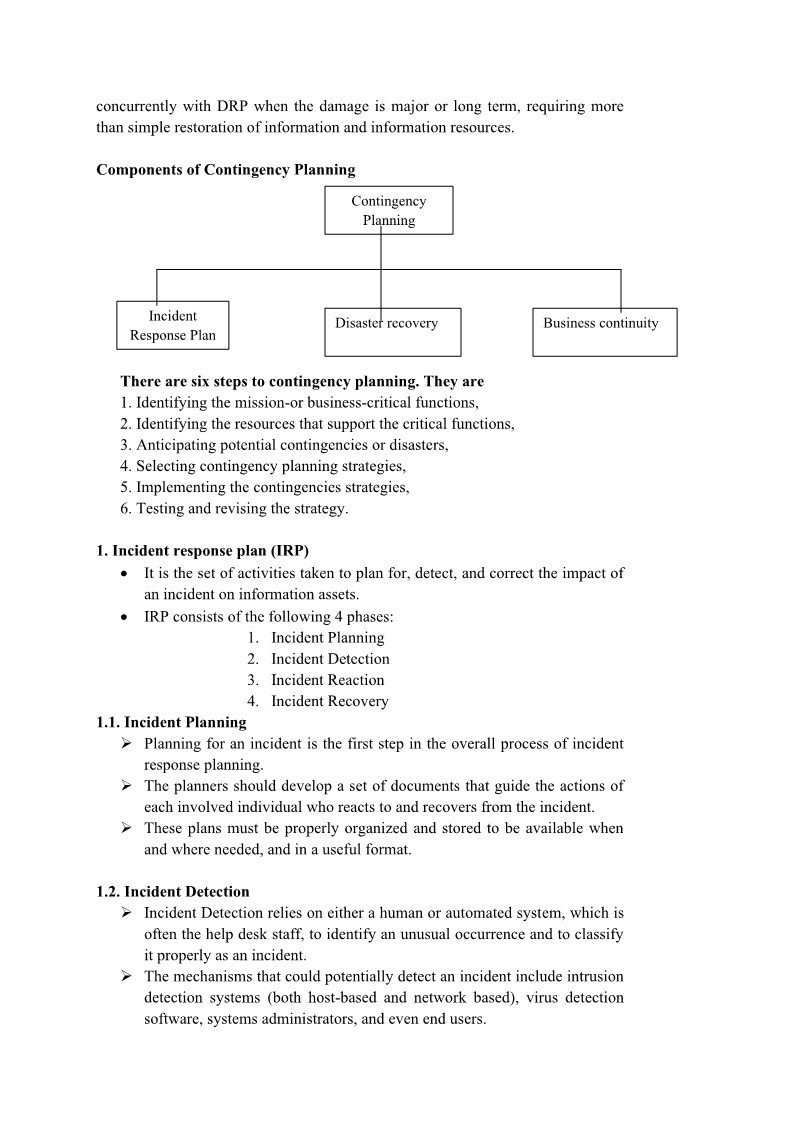 concurrently with DRP when the damage is major or long term, requiring more
than simple restoration of information and information resources.
Components of Contingency Planning
Contingency
Planning
Incident
Response Plan
Disaster recovery
Business continuity
There are six steps to contingency planning. They are
1. Identifying the mission-or business-critical functions,
2. Identifying the resources that support the critical functions,
3. Anticipating potential contingencies or disasters,
4. Selecting contingency planning strategies,
5. Implementing the contingencies strategies,
6. Testing and revising the strategy.
1. Incident response plan (IRP)
• It is the set of activities taken to plan for, detect, and correct the impact of
an incident on information assets.
• IRP consists of the following 4 phases:
1. Incident Planning
2. Incident Detection
3. Incident Reaction
4. Incident Recovery
1.1. Incident Planning
➢ Planning for an incident is the first step in the overall process of incident
response planning.
➢ The planners should develop a set of documents that guide the actions of
each involved individual who reacts to and recovers from the incident.
➢ These plans must be properly organized and stored to be available when
and where needed, and in a useful format.
1.2. Incident Detection
➢ Incident Detection relies on either a human or automated system, which is
often the help desk staff, to identify an unusual occurrence and to classify
it properly as an incident.
➢ The mechanisms that could potentially detect an incident include intrusion
detection systems (both host-based and network based), virus detection
software, systems administrators, and even end users.